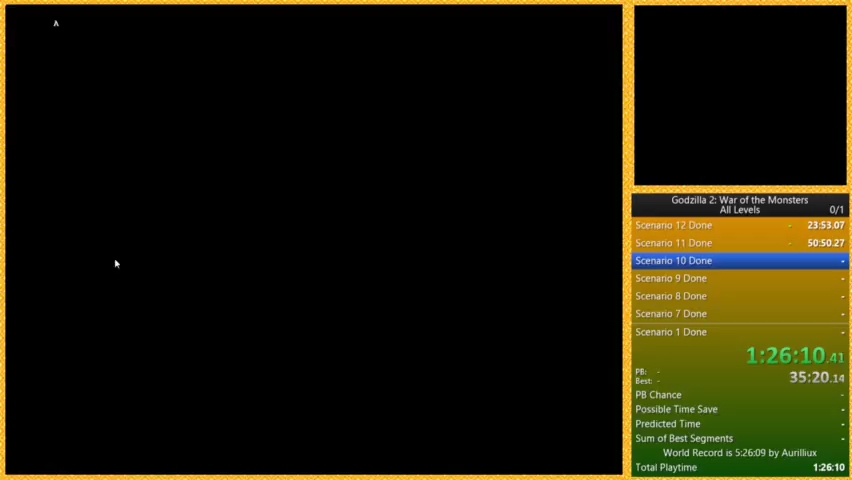 Godzilla 2: War of the Monsters
All Levels 0/1
Scenario 12 Done - 23:53.07
Scenario 11 Done - 50:50.27
Scenario 10 Done -
Scenario 9 Done -
Scenario 8 Done -
Scenario 7 Done -
Scenario 1 Done -
1:26:10.41
PB: -
Best: - 35:20.14
PB Chance -
Possible Time Save -
Predicted Time -
Sum of Best Segments -
World Record is 5:26:09 by Aurilliux
Total Playtime 1:26:10